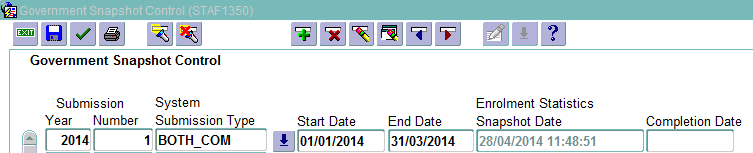 Government Snapshot Control (STAF1350)
EXIT
?
Government Snapshot Control
Submission System Enrolment Statistics
Year Number Submission Type Start Date End Date Snapshot Date Completion Date
2014 1 BOTH_COM 01/01/2014 31/03/2014 28/04/2014 11:48:51